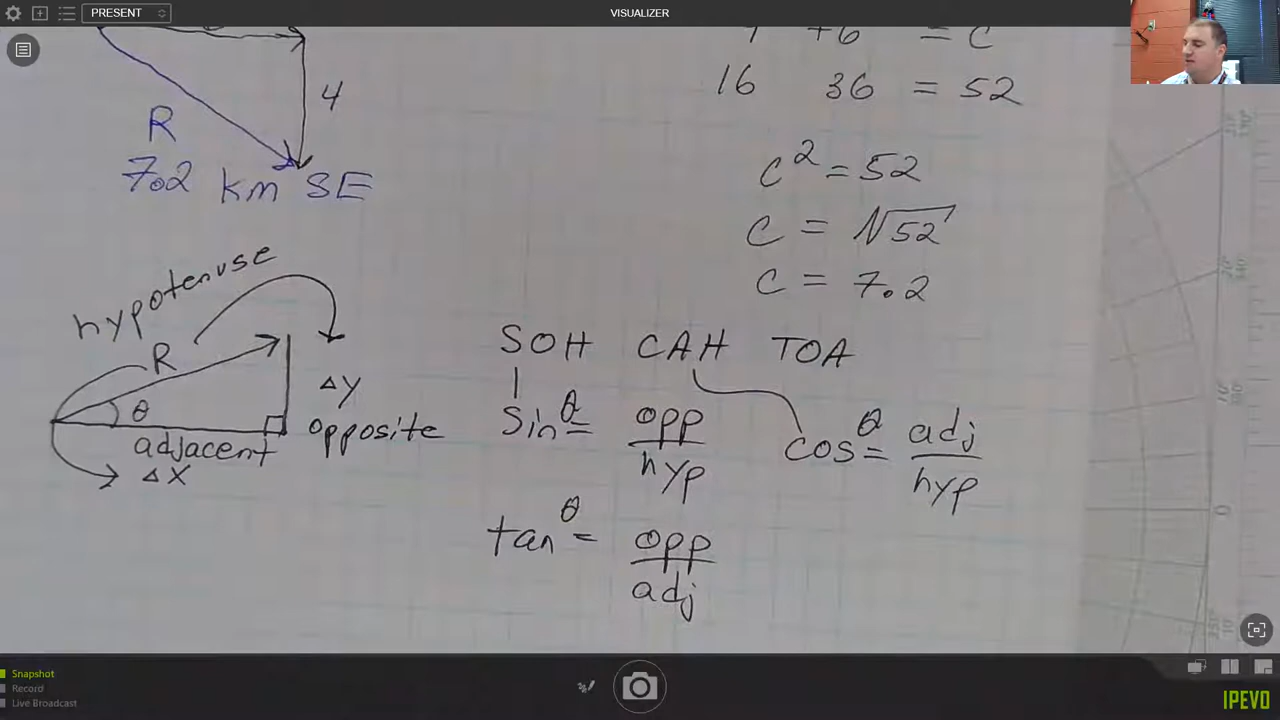 PRESENT
VISUALIZER
= C
16 36 = 52
4
R
7.2 km SE
c² = 52
c = √52
c = 7.2
hypotenuse
R
θ
Δy
adjacent
opposite
Δx
SOH CAH TOA
Sin θ = opp/hyp
cos θ = adj/hyp
tan θ = opp/adj
Snapshot
Record
Live Broadcast
IPEVO